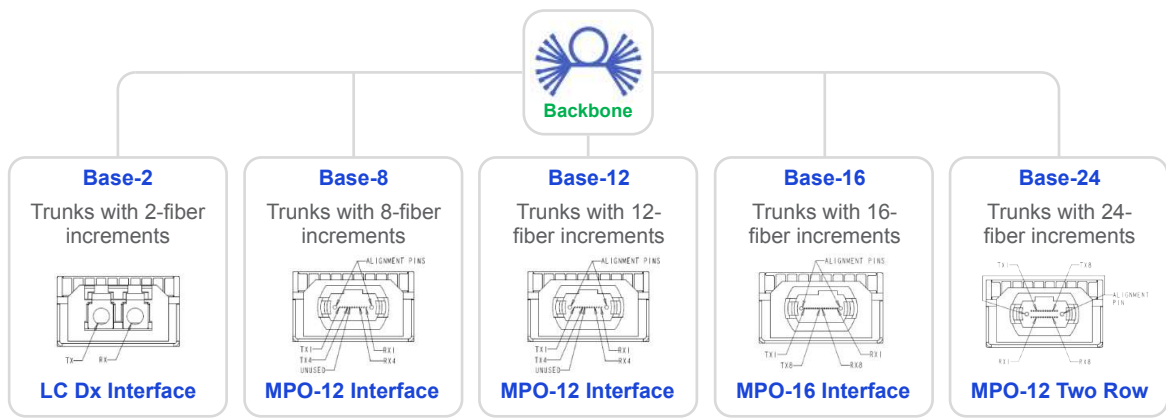 Backbone
Base-2
Trunks with 2-fiber
increments
TX
RX
LC Dx Interface
Base-8
Trunks with 8-fiber
increments
ALIGNMENT PINS
TX1
RX1
TX4
RX4
UNUSED
MPO-12 Interface
Base-12
Trunks with 12-
fiber increments
ALIGNMENT PINS
TX1
RX1
TX4
RX4
UNUSED
MPO-12 Interface
Base-16
Trunks with 16-
fiber increments
ALIGNMENT PINS
TX1
RX1
TX8
RX8
MPO-16 Interface
Base-24
Trunks with 24-
fiber increments
TX1
TX8
ALIGNMENT
PIN
RX1
RX8
MPO-12 Two Row